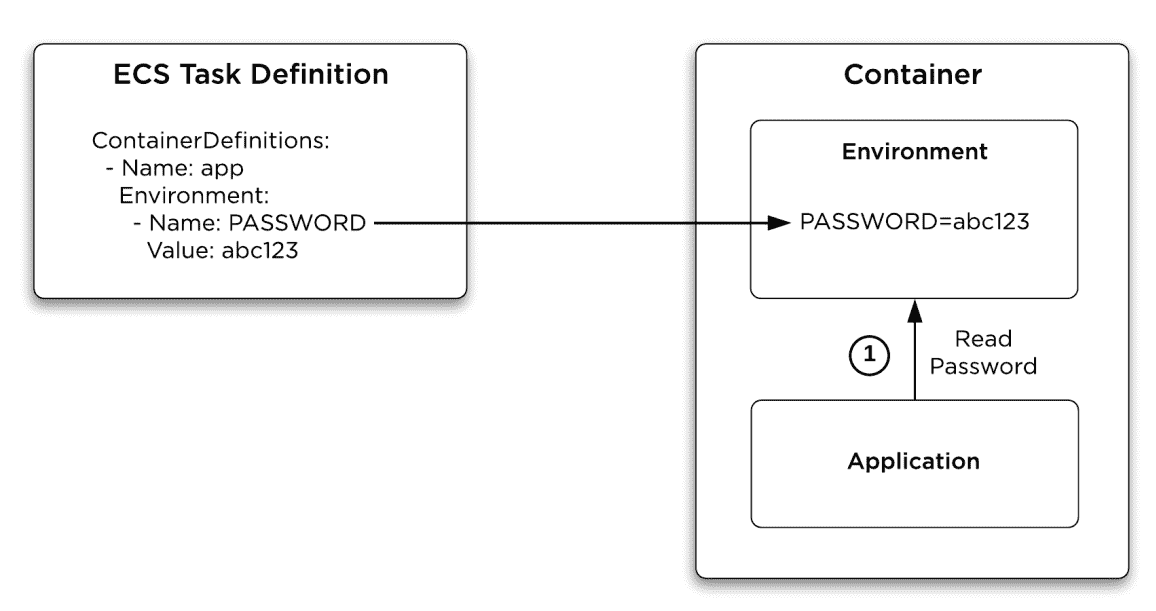 ECS Task Definition
ContainerDefinitions:
- Name: app
Environment:
- Name: PASSWORD
Value: abc123
Container
Environment
PASSWORD=abc123
1
Read
Password
Application